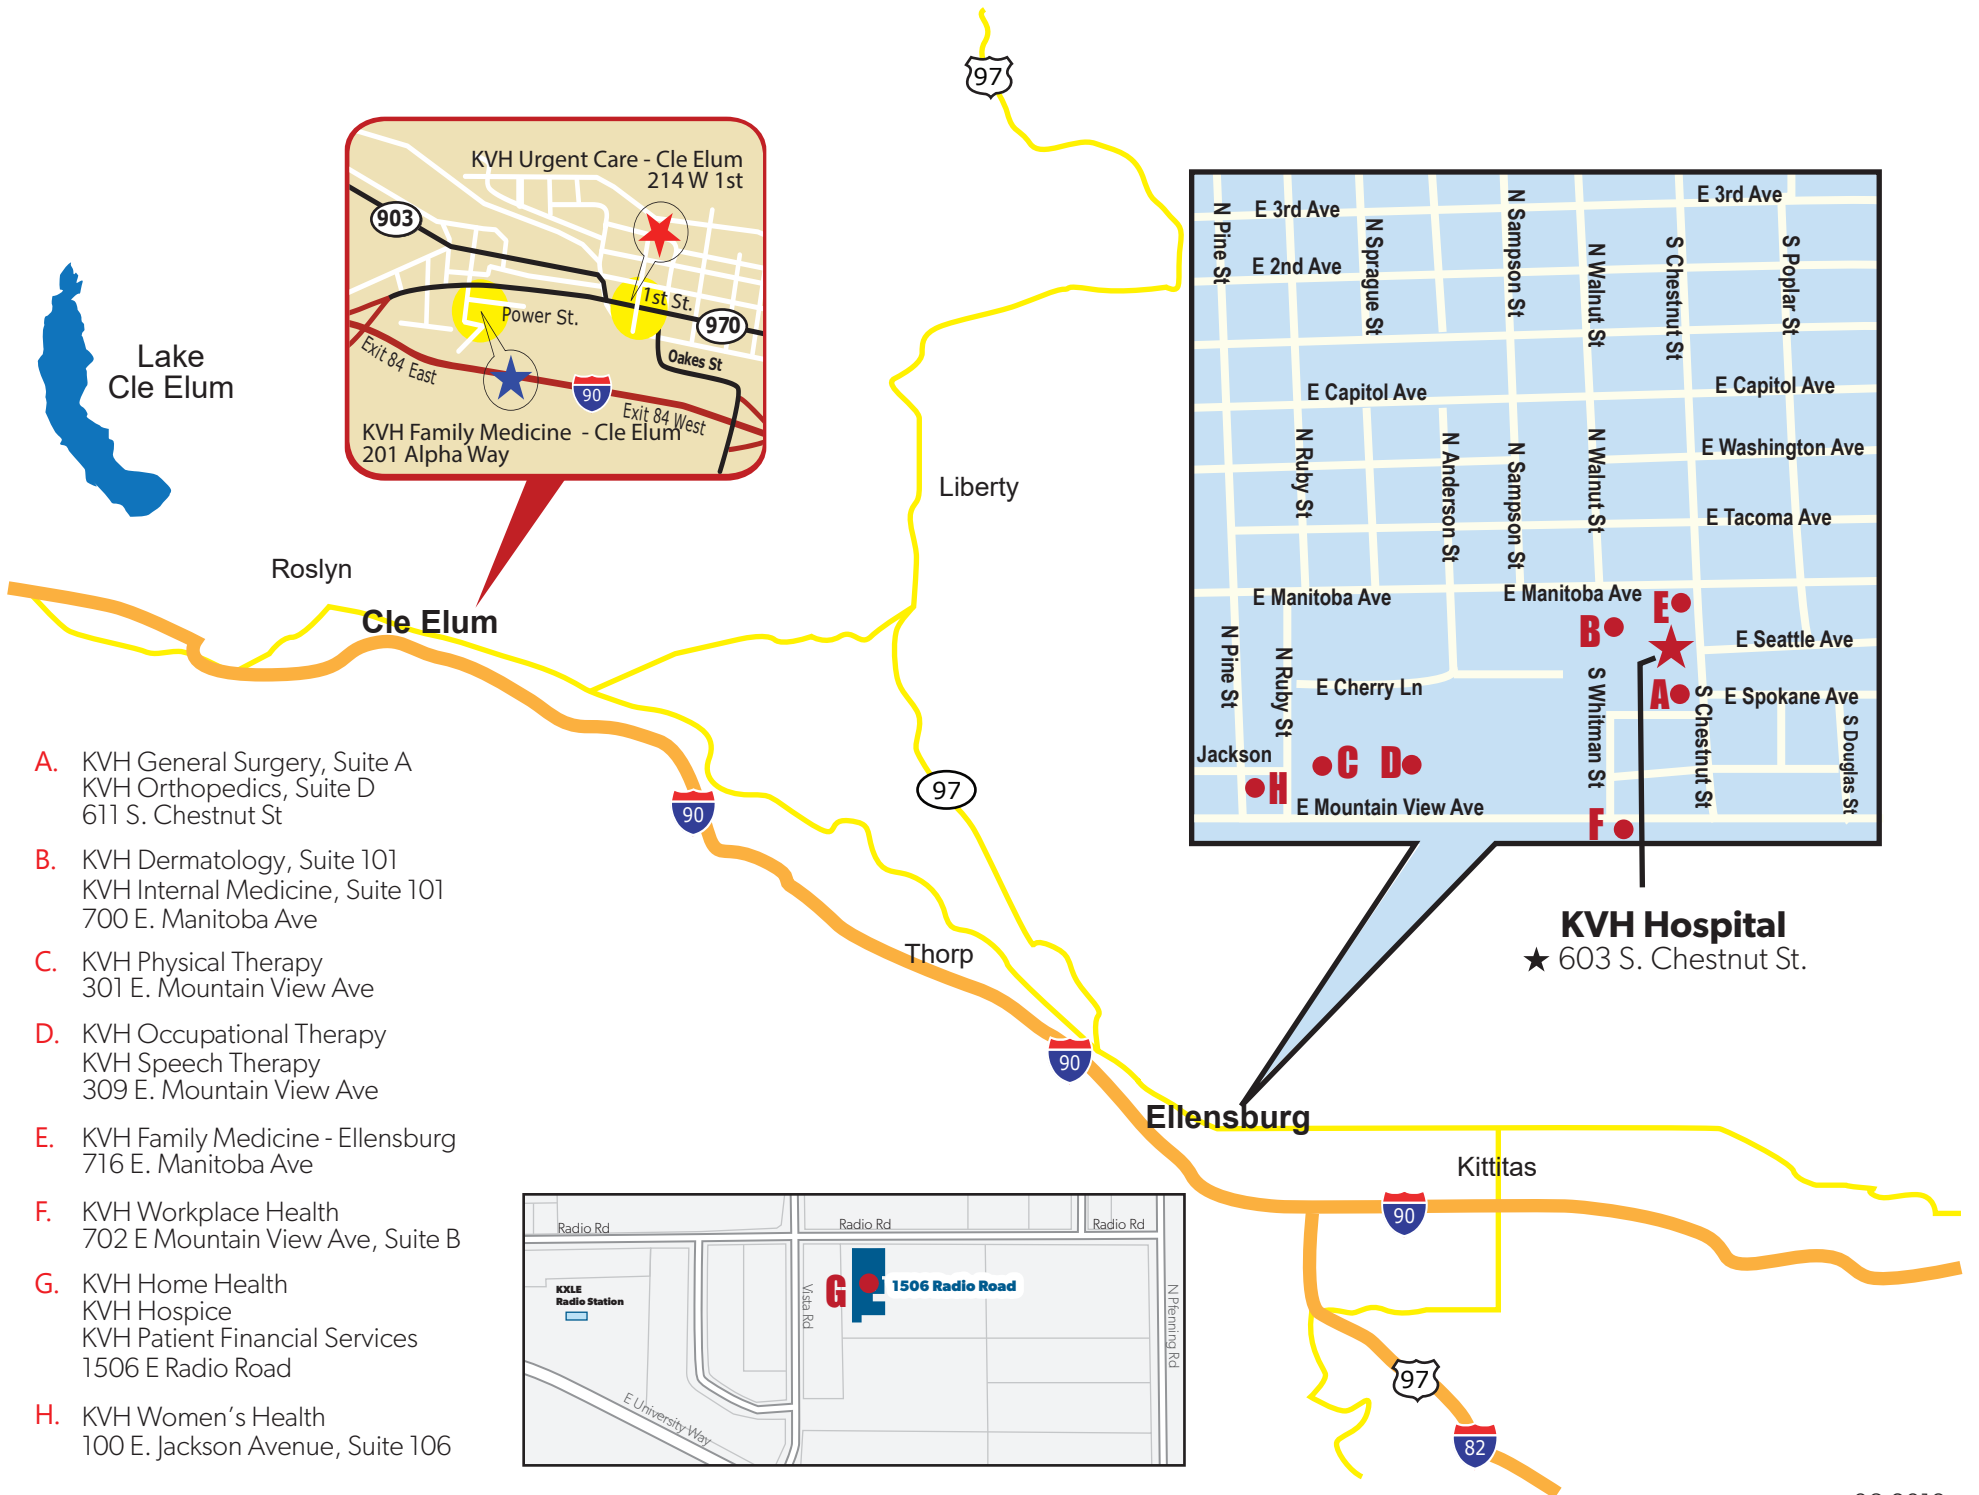 97
KVH Urgent Care - Cle Elum
214 W 1st
903
1st St.
Power St.
970
Oakes St
Exit 84 East
90
Exit 84 West
KVH Family Medicine - Cle Elum
201 Alpha Way
Lake
Cle Elum
Liberty
Roslyn
Cle Elum
90
97
Thorp
90
Ellensburg
Kittitas
90
97
82
E 3rd Ave
E 3rd Ave
N Pine St
N Sprague St
N Sampson St
N Walnut St
S Chestnut St
S Poplar St
E 2nd Ave
E Capitol Ave
E Capitol Ave
N Ruby St
N Anderson St
N Sampson St
N Walnut St
E Washington Ave
E Tacoma Ave
E Manitoba Ave
E Manitoba Ave
E
B
N Pine St
N Ruby St
E Seattle Ave
E Cherry Ln
S Whitman St
A
S Chestnut St
E Spokane Ave
S Douglas St
Jackson
C
D
H
E Mountain View Ave
F
KVH Hospital
★ 603 S. Chestnut St.
A. KVH General Surgery, Suite A
KVH Orthopedics, Suite D
611 S. Chestnut St
B. KVH Dermatology, Suite 101
KVH Internal Medicine, Suite 101
700 E. Manitoba Ave
C. KVH Physical Therapy
301 E. Mountain View Ave
D. KVH Occupational Therapy
KVH Speech Therapy
309 E. Mountain View Ave
E. KVH Family Medicine - Ellensburg
716 E. Manitoba Ave
F. KVH Workplace Health
702 E Mountain View Ave, Suite B
G. KVH Home Health
KVH Hospice
KVH Patient Financial Services
1506 E Radio Road
H. KVH Women's Health
100 E. Jackson Avenue, Suite 106
Radio Rd
Radio Rd
Radio Rd
KXLE
Radio Station
Vista Rd
G
1506 Radio Road
N Pfenning Rd
E University Way